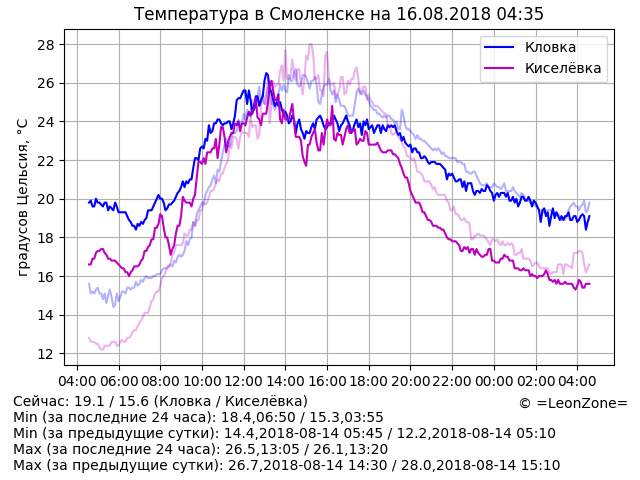 Температура в Смоленске на 16.08.2018 04:35
Кловка
Киселёвка
градусов Цельсия, °C
28
26
24
22
20
18
16
14
12
04:00 06:00 08:00 10:00 12:00 14:00 16:00 18:00 20:00 22:00 00:00 02:00 04:00
Сейчас: 19.1 / 15.6 (Кловка / Киселёвка)
© =LeonZone=
Min (за последние 24 часа): 18.4,06:50 / 15.3,03:55
Min (за предыдущие сутки): 14.4,2018-08-14 05:45 / 12.2,2018-08-14 05:10
Max (за последние 24 часа): 26.5,13:05 / 26.1,13:20
Max (за предыдущие сутки): 26.7,2018-08-14 14:30 / 28.0,2018-08-14 15:10